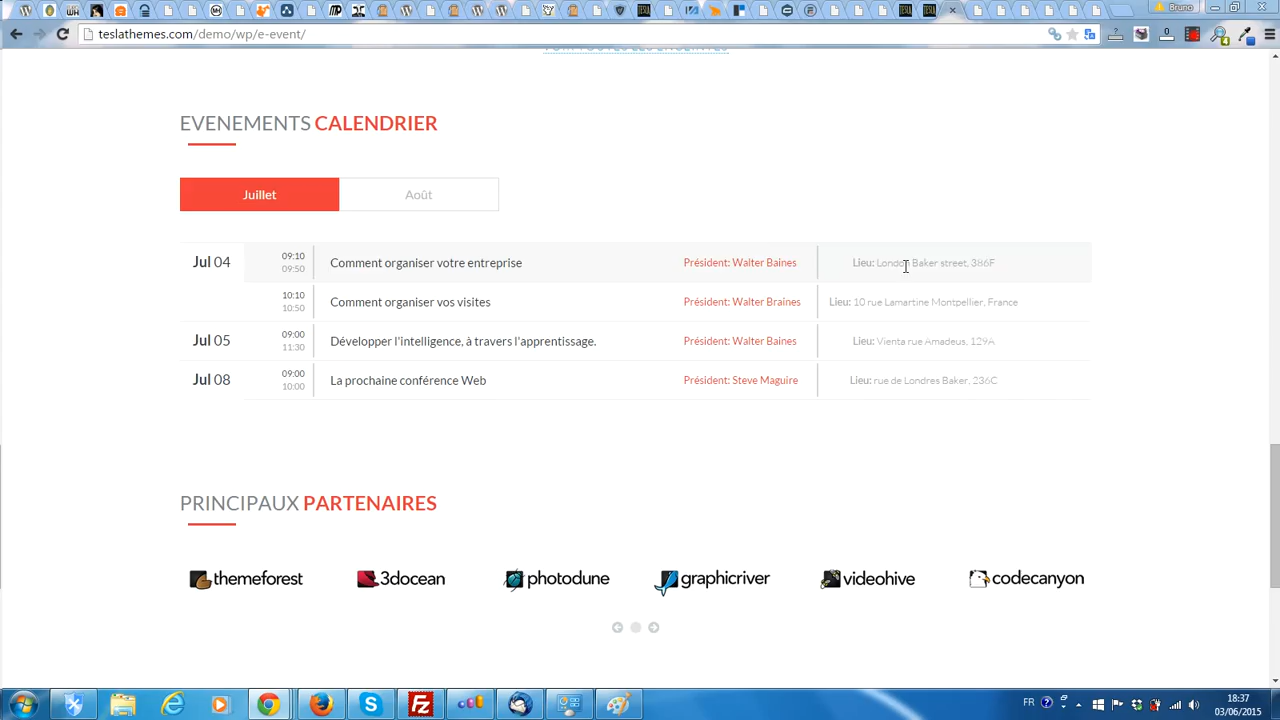 Bruno
teslathemes.com/demo/wp/e-event/
EVENEMENTS CALENDRIER
Juillet
Août
Jul 04
09:10
09:50
Comment organiser votre entreprise
Président: Walter Baines
Lieu: London Baker street, 386F
10:10
10:50
Comment organiser vos visites
Président: Walter Braines
Lieu: 10 rue Lamartine Montpellier, France
Jul 05
09:00
11:30
Développer l'intelligence, à travers l'apprentissage.
Président: Walter Baines
Lieu: Vienta rue Amadeus, 129A
Jul 08
09:00
10:00
La prochaine conférence Web
Président: Steve Maguire
Lieu: rue de Londres Baker, 236C
PRINCIPAUX PARTENAIRES
themeforest
3docean
photodune
graphicriver
videohive
codecanyon
FR
18:37
03/06/2015